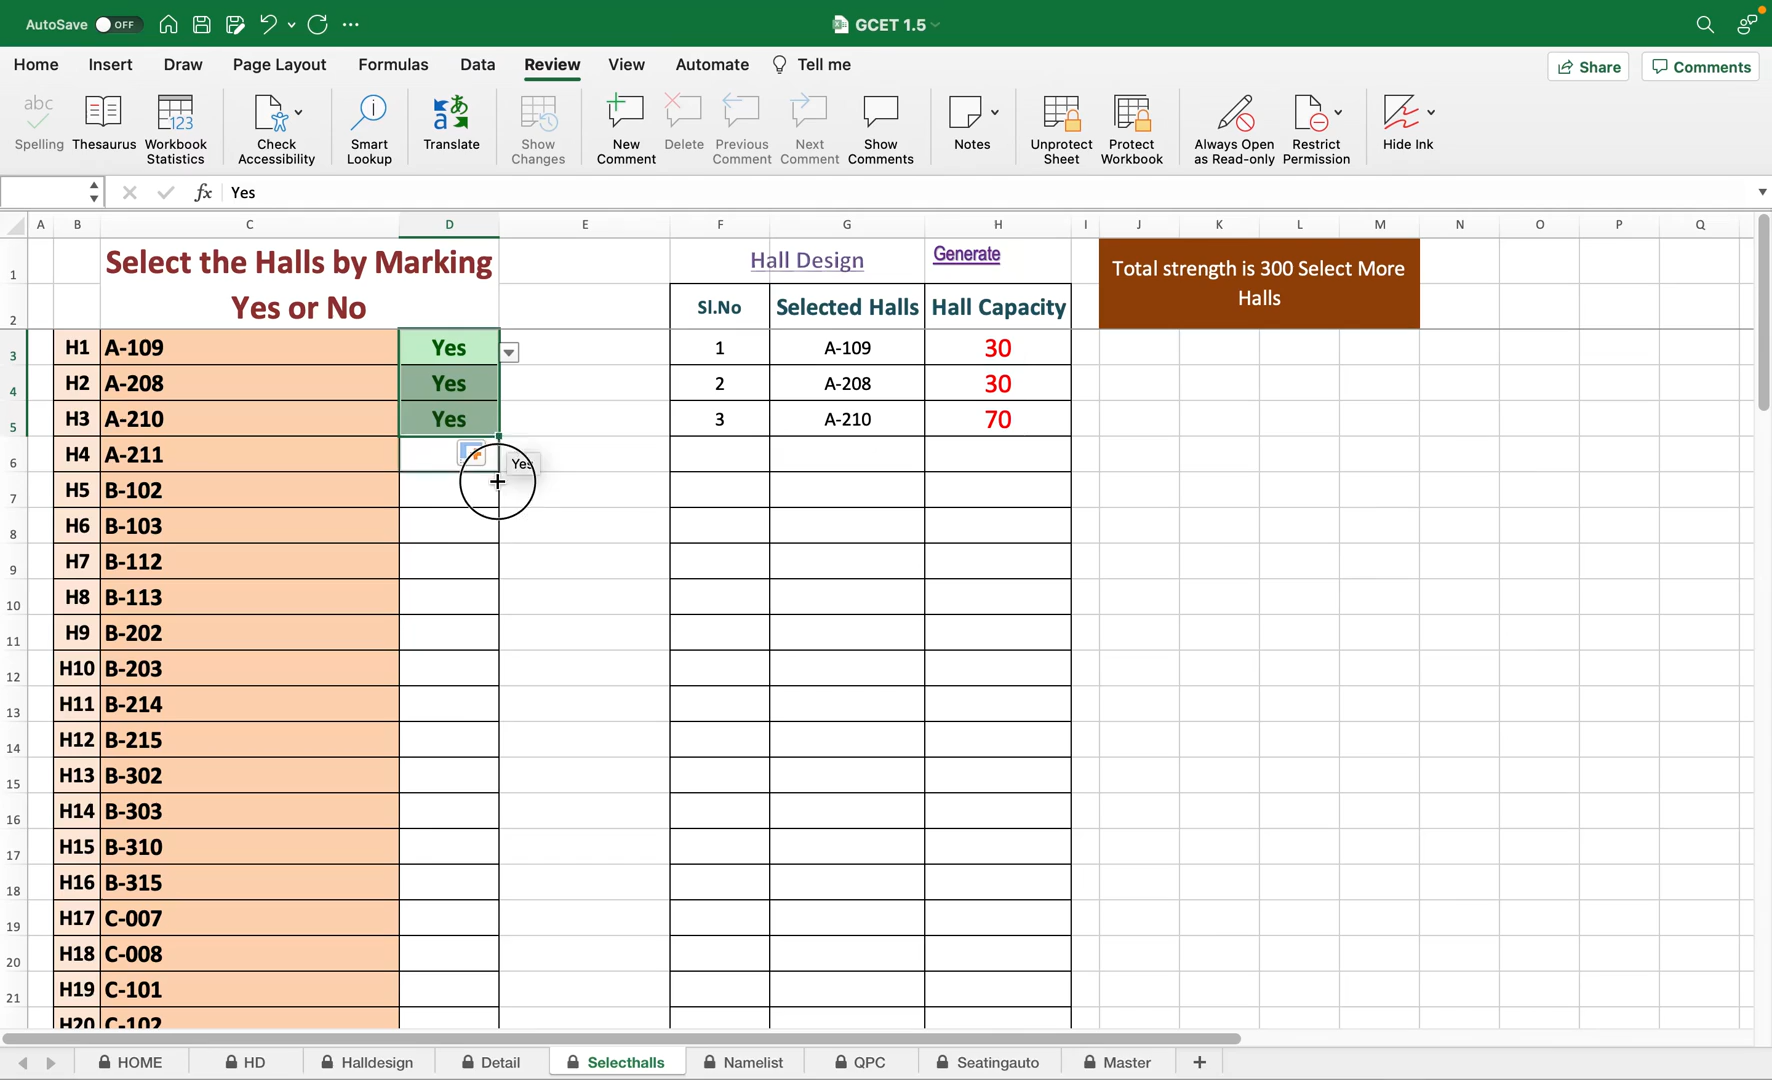 AutoSave OFF
GCET 1.5
Home Insert Draw Page Layout Formulas Data Review View Automate Tell me
Share Comments
abc
123
Spelling Thesaurus Workbook Statistics Check Accessibility Smart Lookup Translate Show Changes New Comment Delete Previous Comment Next Comment Show Comments Notes Unprotect Sheet Protect Workbook Always Open as Read-only Restrict Permission Hide Ink
fx Yes
A B C D E F G H I J K L M N O P Q
1 Select the Halls by Marking Hall Design Generate
Total strength is 300 Select More
Halls
2 Yes or No Sl.No Selected Halls Hall Capacity
3 H1 A-109 Yes 1 A-109 30
4 H2 A-208 Yes 2 A-208 30
5 H3 A-210 Yes 3 A-210 70
6 H4 A-211 Yes
7 H5 B-102
8 H6 B-103
9 H7 B-112
10 H8 B-113
11 H9 B-202
12 H10 B-203
13 H11 B-214
14 H12 B-215
15 H13 B-302
16 H14 B-303
17 H15 B-310
18 H16 B-315
19 H17 C-007
20 H18 C-008
21 H19 C-101
H20 C-102
HOME HD Halldesign Detail Selecthalls Namelist QPC Seatingauto Master